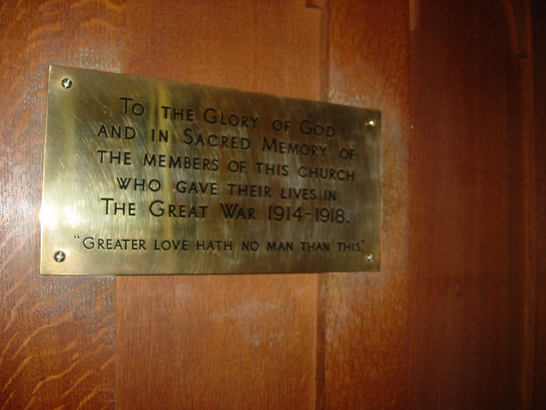 To the Glory of God
and in Sacred Memory of
the members of this church
who gave their lives in
The Great War 1914-1918.
"Greater love hath no man than this."